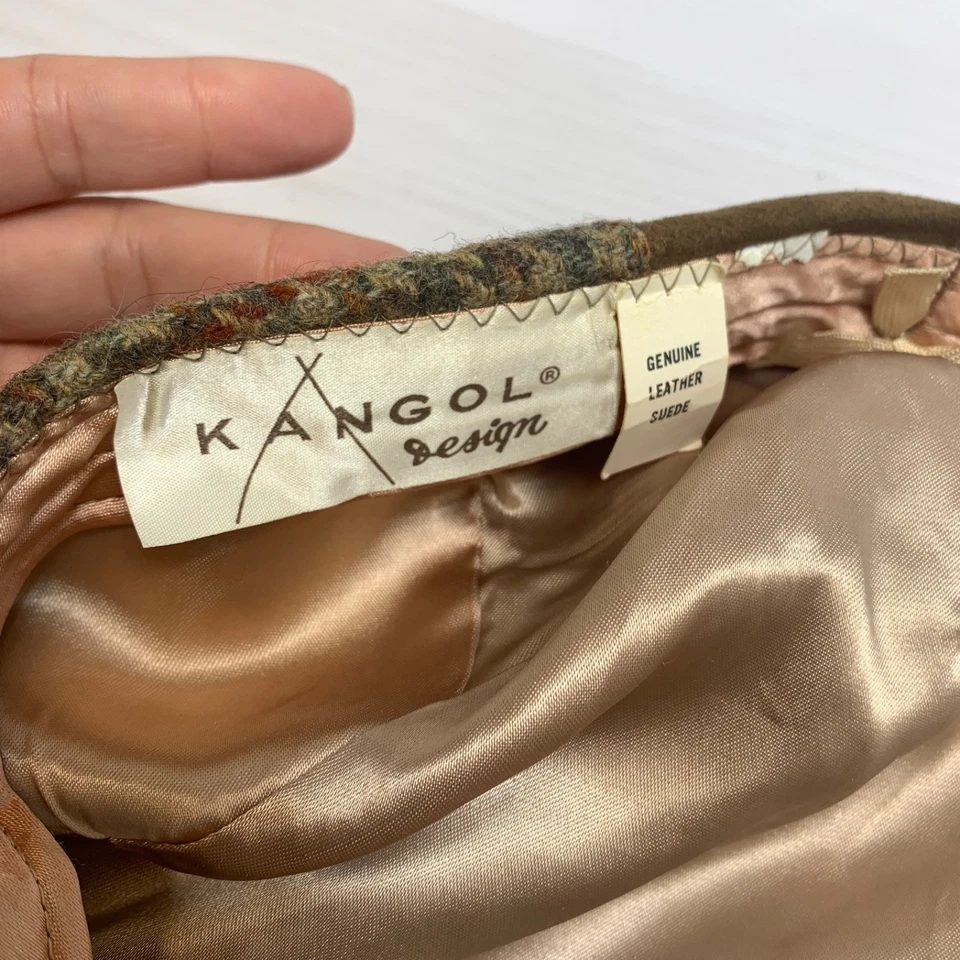 KANGOL®
Design
GENUINE
LEATHER
SUEDE